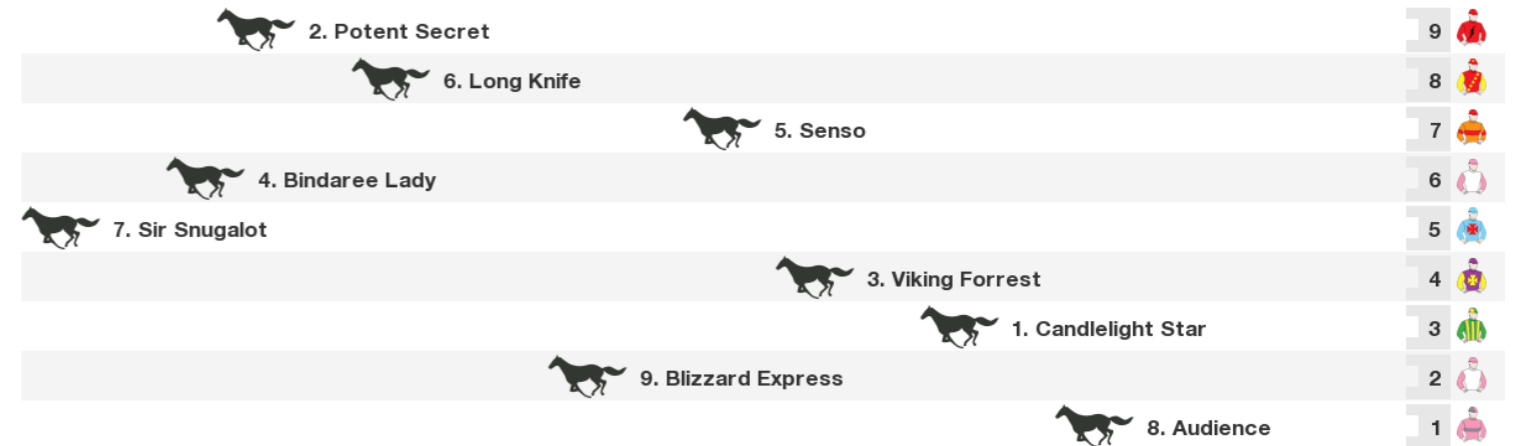 2. Potent Secret 9
6. Long Knife 8
5. Senso 7
4. Bindaree Lady 6
7. Sir Snugalot 5
3. Viking Forrest 4
1. Candlelight Star 3
9. Blizzard Express 2
8. Audience 1